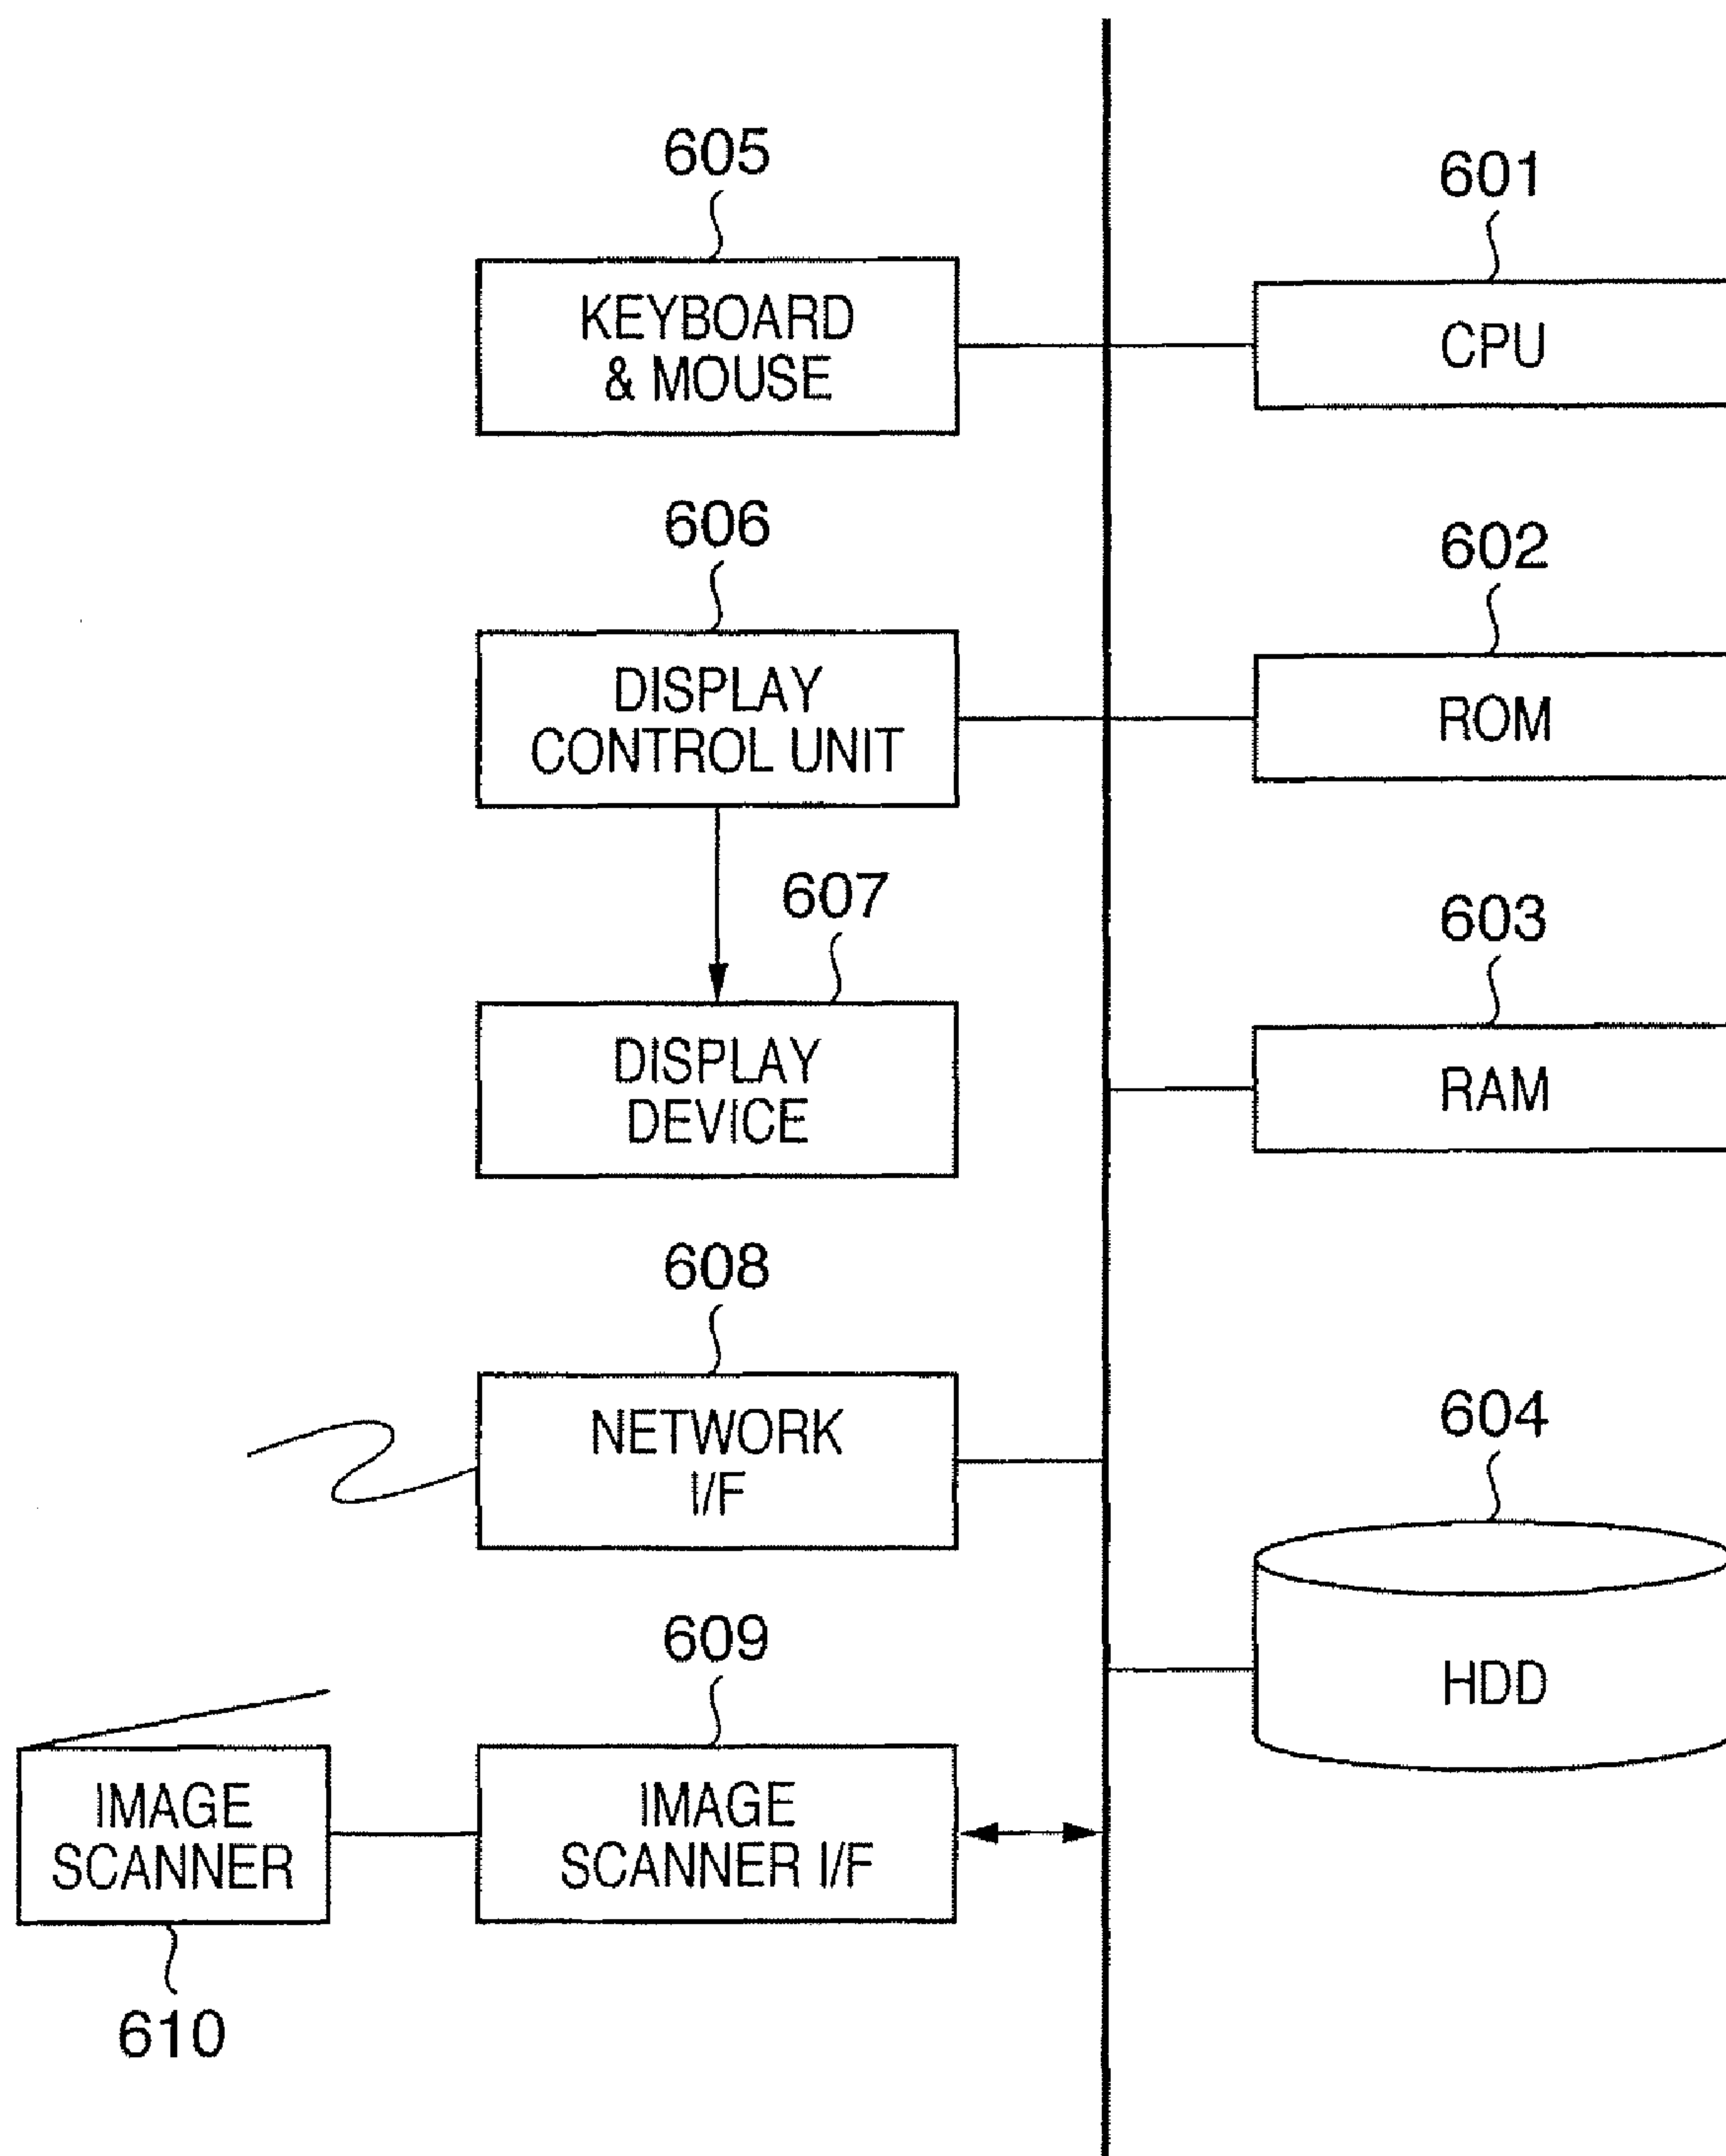 605
KEYBOARD
& MOUSE
601
CPU
606
DISPLAY
CONTROL UNIT
602
ROM
607
DISPLAY
DEVICE
603
RAM
608
NETWORK
I/F
604
HDD
609
IMAGE
SCANNER I/F
IMAGE
SCANNER
610